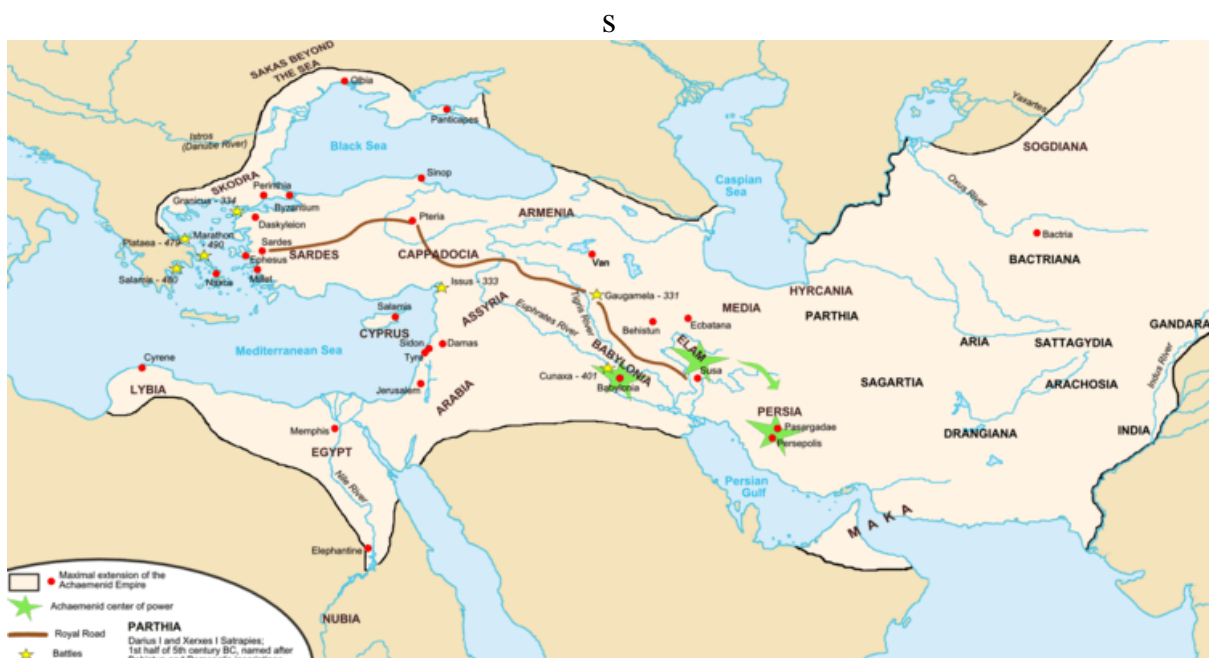 S
SAKAS BEYOND
THE SEA
Olbia
Panticapes
Istros
(Danube River)
Black Sea
Yaxartes
SOGDIANA
Caspian
Sea
Oxus River
SKODRA
Perinthia
Granicus - 334
Byzantium
Sinop
Daskyleion
Pteria
ARMENIA
Marathon
- 490
Plataea - 479
Sardes
SARDES
Ephesus
CAPPADOCIA
Van
Bactria
BACTRIANA
Salamis - 480
Millet
Issus - 333
Gaugamela - 331
MEDIA
HYRCANIA
PARTHIA
Salamis
CYPRUS
ASSYRIA
Euphrates River
Tigris River
Behistun
Ecbatana
GANDARA
Mediterranean Sea
Sidon
Tyre
Damas
BABYLONIA
ELAM
ARIA
SATTAGYDIA
Cyrene
LYBIA
Jerusalem
ARABIA
Cunaxa - 401
Babylonia
Susa
SAGARTIA
ARACHOSIA
Indus River
Memphis
EGYPT
PERSIA
Pasargadae
Persepolis
DRANGIANA
INDIA
Nile River
Persian
Gulf
MAKA
Elephantine
NUBIA
Maximal extension of the
Achaemenid Empire
Achaemenid center of power
Royal Road
Battles
PARTHIA
Darius I and Xerxes I Satrapies;
1st half of 5th century BC, named after